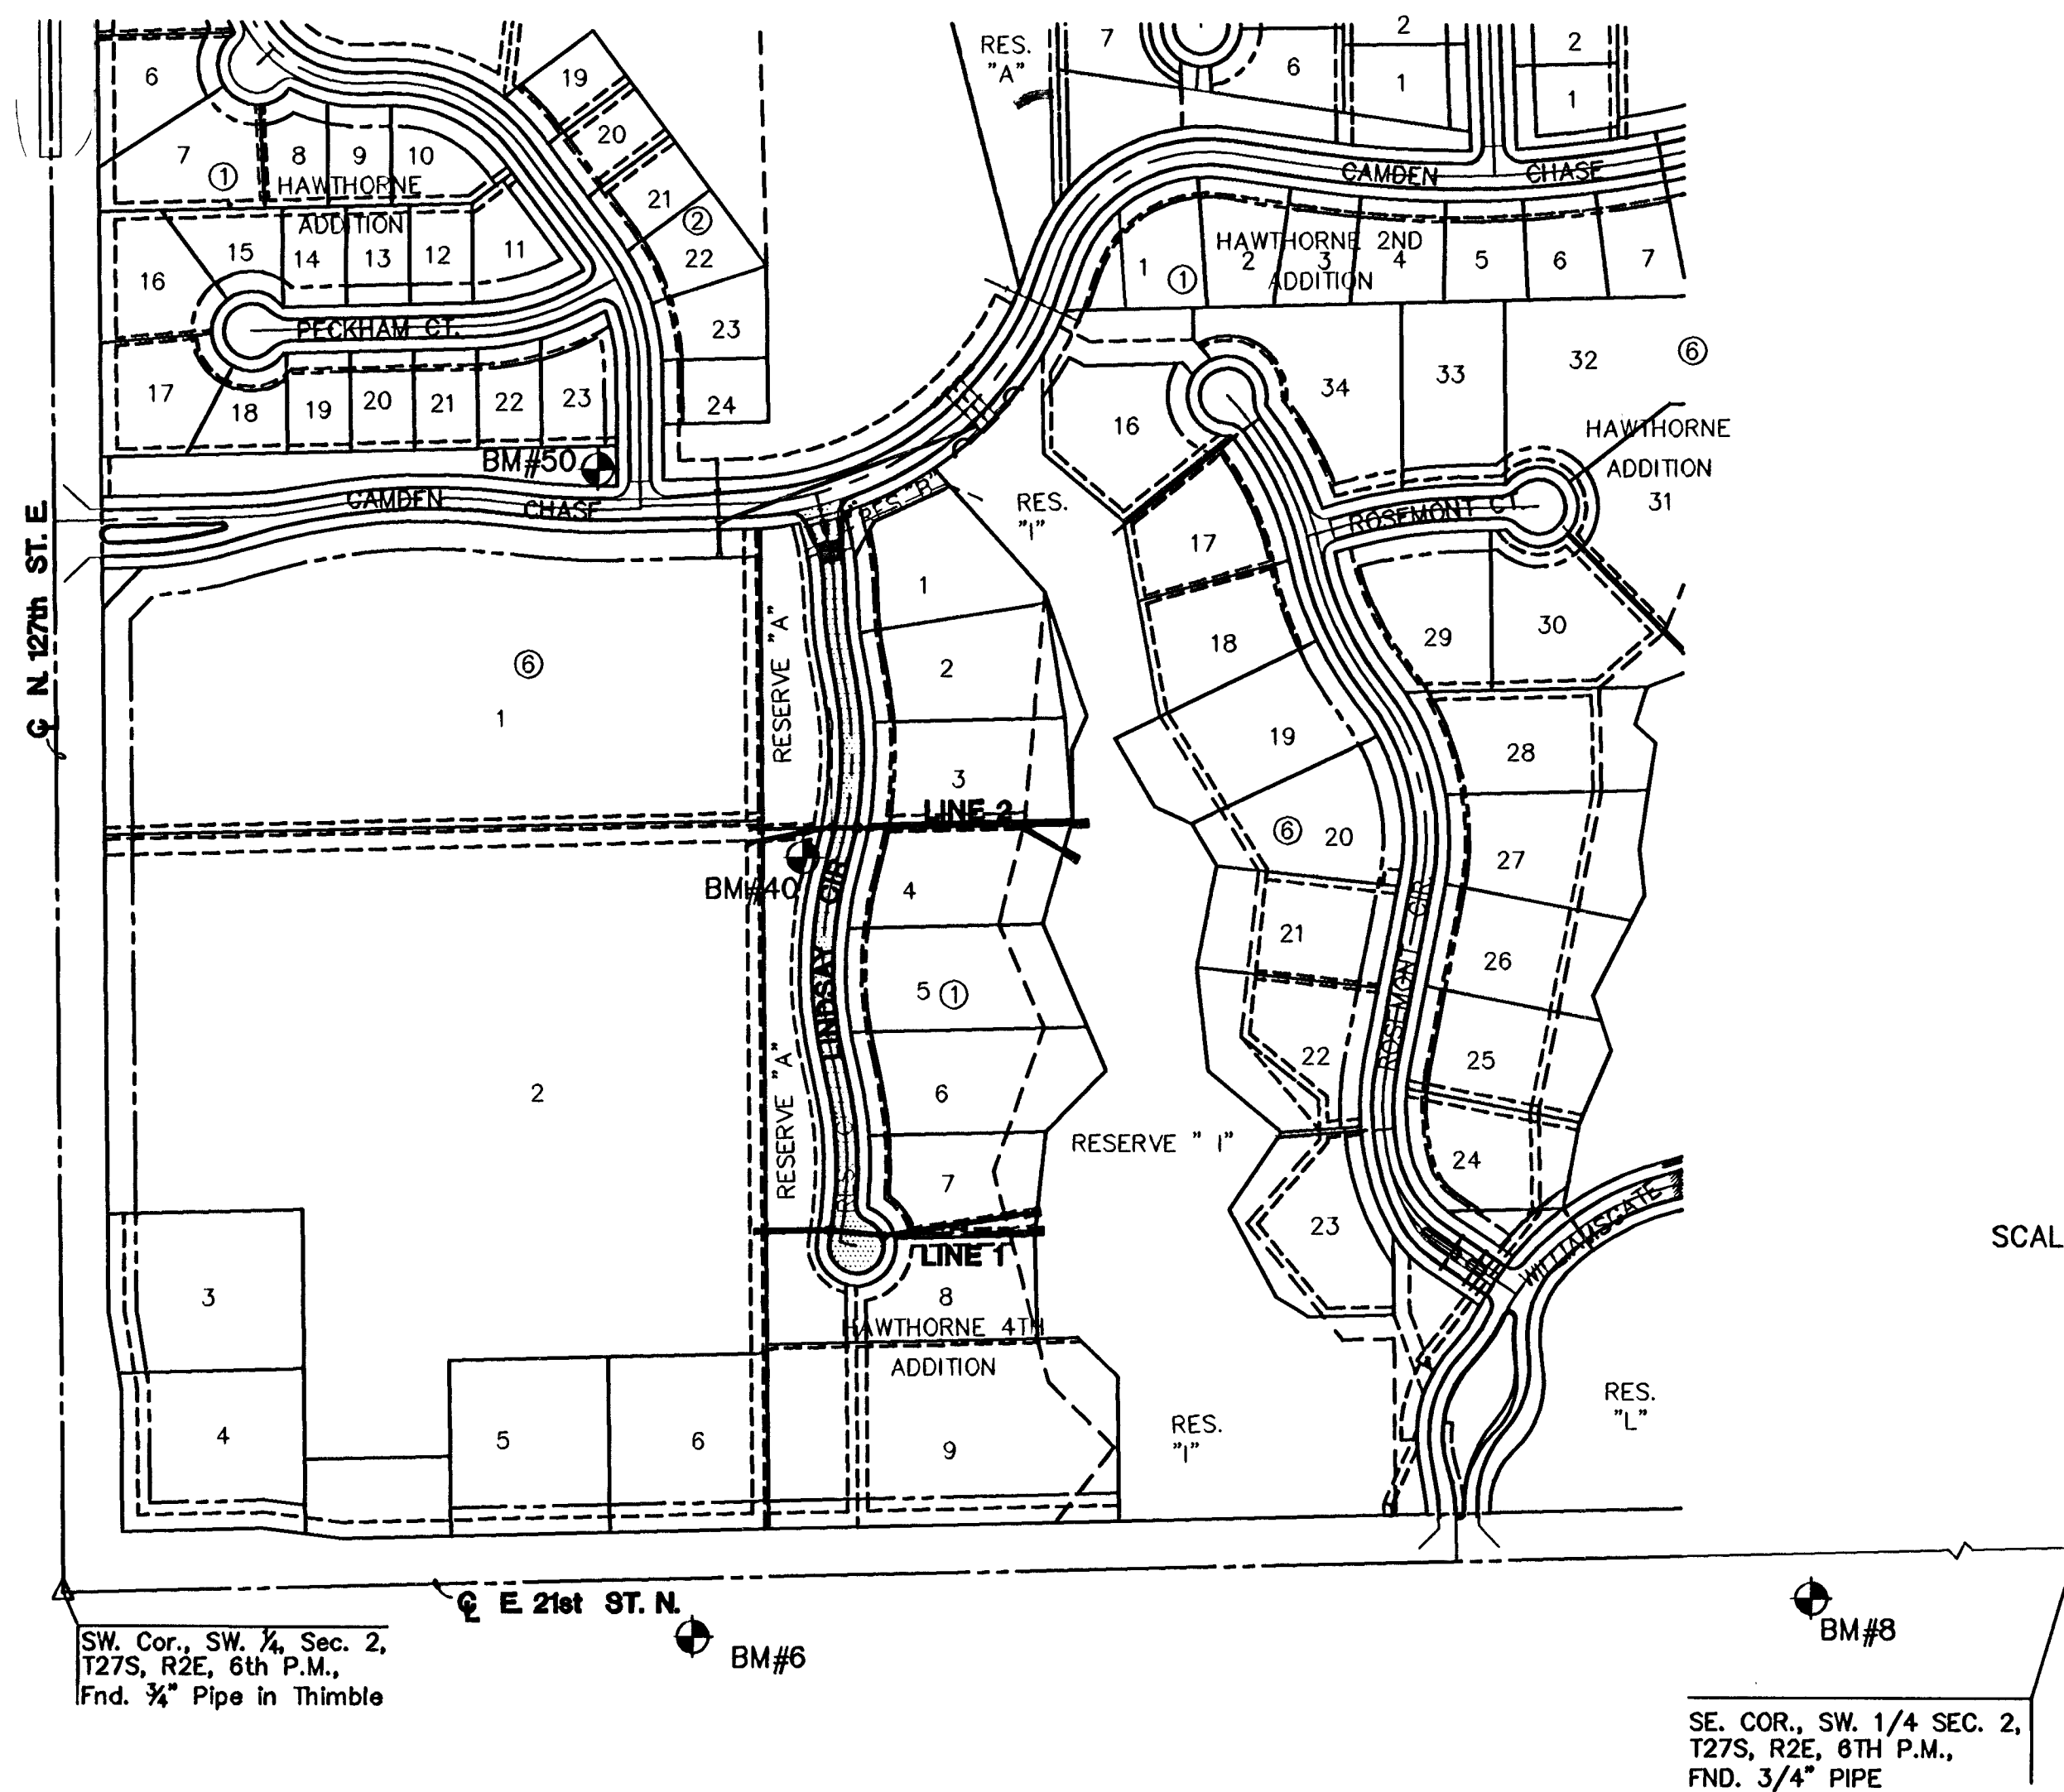 6
7
1
8
9
10
HAWTHORNE
ADDITION
16
15
14
13
12
11
PECKHAM CT.
17
18
19
20
21
22
23
19
20
21
2
22
23
24
BM#50
CAMDEN
CHASE
RES.
"A"
7
6
2
1
2
1
CAMDEN
CHASE
HAWTHORNE 2ND
ADDITION
1
1
2
3
4
5
6
7
34
33
32
6
HAWTHORNE
ADDITION
31
ROSEMONT CT.
16
17
18
19
6
20
21
22
23
30
29
28
27
26
25
24
ROSEMONT CIR.
WILLIAMSGATE
RES. "B"
RES.
"I"
₵ N. 127th ST. E.
6
1
2
3
4
5
6
RESERVE "A"
RESERVE "A"
LINDSAY CIR.
BM#40
1
2
3
LINE 2
4
5
1
6
7
LINE 1
8
HAWTHORNE 4TH
ADDITION
9
RESERVE "I"
RES.
"I"
RES.
"L"
SCAL
℄ E. 21st ST. N.
BM#6
BM#8
SW. Cor., SW. ¼, Sec. 2,
T27S, R2E, 6th P.M.,
Fnd. ¾" Pipe in Thimble
SE. COR., SW. 1/4 SEC. 2,
T27S, R2E, 6TH P.M.,
FND. 3/4" PIPE